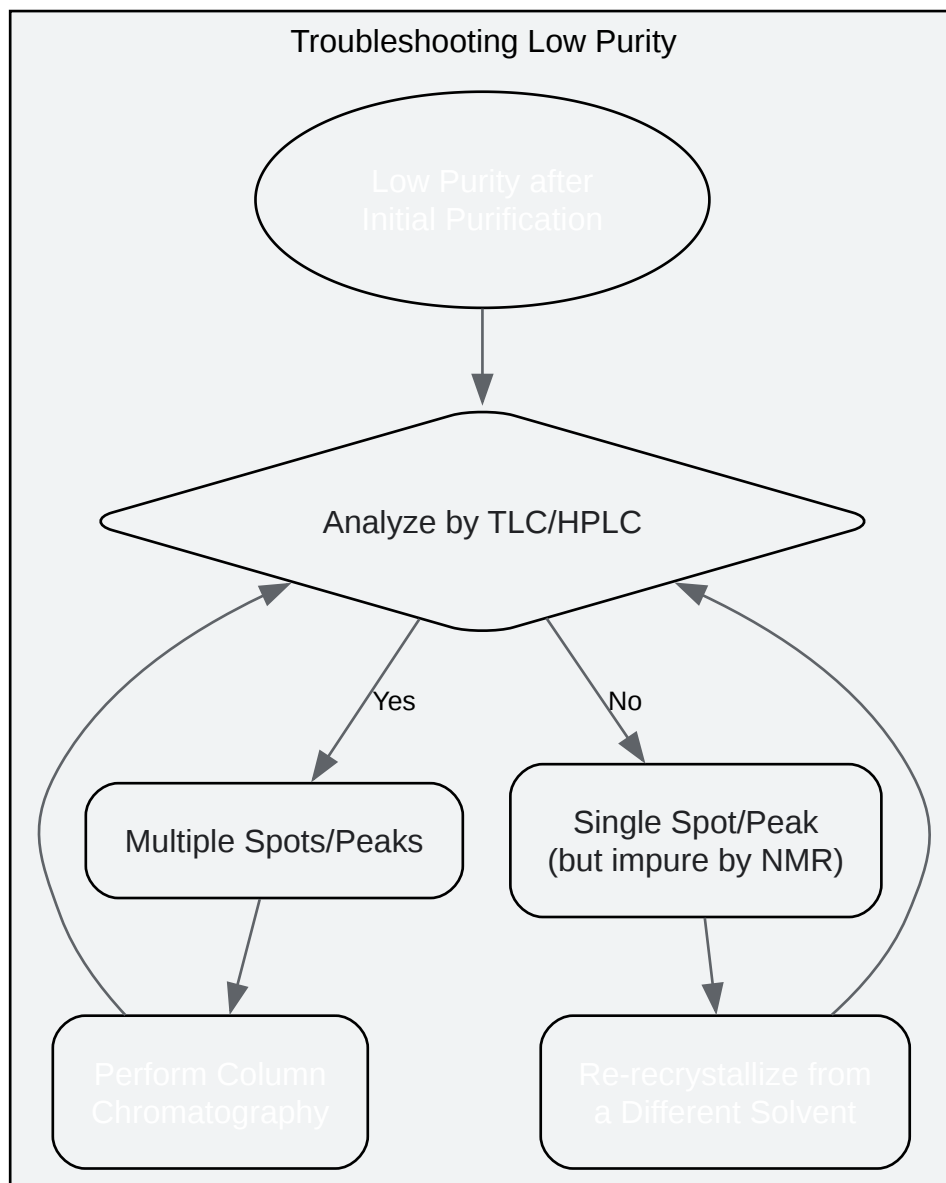 Troubleshooting Low Purity
Low Purity after
Initial Purification
Analyze by TLC/HPLC
Yes
No
Multiple Spots/Peaks
Single Spot/Peak
(but impure by NMR)
Perform Column
Chromatography
Re-recrystallize from
a Different Solvent